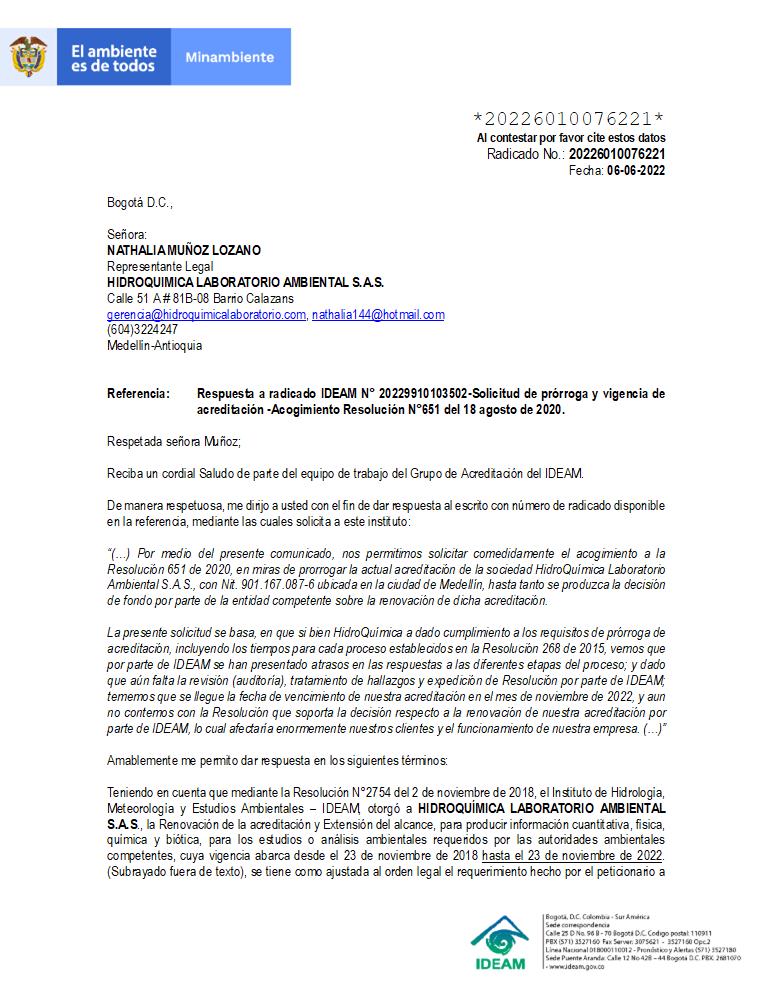 El ambiente
es de todos
Minambiente
*20226010076221*
Al contestar por favor cite estos datos
Radicado No.: 20226010076221
Fecha: 06-06-2022
Bogotá D.C.,
Señora:
NATHALIA MUÑOZ LOZANO
Representante Legal
HIDROQUIMICA LABORATORIO AMBIENTAL S.A.S.
Calle 51 A # 81B-08 Barrio Calazans
gerencia@hidroquimicalaboratorio.com, nathalia144@hotmail.com
(604)3224247
Medellín-Antioquia
Referencia: Respuesta a radicado IDEAM N° 20229910103502-Solicitud de prórroga y vigencia de
acreditación -Acogimiento Resolución N°651 del 18 agosto de 2020.
Respetada señora Muñoz;
Reciba un cordial Saludo de parte del equipo de trabajo del Grupo de Acreditación del IDEAM.
De manera respetuosa, me dirijo a usted con el fin de dar respuesta al escrito con número de radicado disponible
en la referencia, mediante las cuales solicita a este instituto:
“(…) Por medio del presente comunicado, nos permitimos solicitar comedidamente el acogimiento a la
Resolución 651 de 2020, en miras de prorrogar la actual acreditación de la sociedad HidroQuímica Laboratorio
Ambiental S.A.S., con Nit. 901.167.087-6 ubicada en la ciudad de Medellín, hasta tanto se produzca la decisión
de fondo por parte de la entidad competente sobre la renovación de dicha acreditación.
La presente solicitud se basa, en que si bien HidroQuímica a dado cumplimiento a los requisitos de prórroga de
acreditación, incluyendo los tiempos para cada proceso establecidos en la Resolución 268 de 2015, vemos que
por parte de IDEAM se han presentado atrasos en las respuestas a las diferentes etapas del proceso; y dado
que aún falta la revisión (auditoría), tratamiento de hallazgos y expedición de Resolución por parte de IDEAM;
tememos que se llegue la fecha de vencimiento de nuestra acreditación en el mes de noviembre de 2022, y aun
no contemos con la Resolución que soporta la decisión respecto a la renovación de nuestra acreditación por
parte de IDEAM, lo cual afectaría enormemente nuestros clientes y el funcionamiento de nuestra empresa. (…)”
Amablemente me permito dar respuesta en los siguientes términos:
Teniendo en cuenta que mediante la Resolución N°2754 del 2 de noviembre de 2018, el Instituto de Hidrología,
Meteorología y Estudios Ambientales – IDEAM, otorgó a HIDROQUÍMICA LABORATORIO AMBIENTAL
S.A.S., la Renovación de la acreditación y Extensión del alcance, para producir información cuantitativa, física,
química y biótica, para los estudios o análisis ambientales requeridos por las autoridades ambientales
competentes, cuya vigencia abarca desde el 23 de noviembre de 2018 hasta el 23 de noviembre de 2022.
(Subrayado fuera de texto), se tiene como ajustada al orden legal el requerimiento hecho por el peticionario a
IDEAM
Bogotá, D.C. Colombia - Sur América
Sede correspondencia
Calle 25 D No. 96 B - 70 Bogotá D.C. Codigo postal: 110911
PBX (571) 3527160 Fax Server: 3075621 - 3527160 Opc.2
Línea Nacional 018000110012 - Pronóstico y Alertas (571) 3527180
Sede Puente Aranda: Calle 12 No 42B – 44 Bogotá D.C. PBX. 2681070
- www.ideam.gov.co